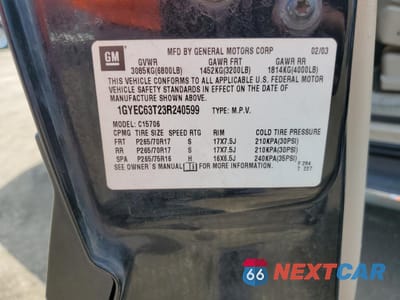 GM
MFD BY GENERAL MOTORS CORP 02/03
GVWR GAWR FRT GAWR RR
3085KG(6800LB) 1452KG(3200LB) 1814KG(4000LB)
THIS VEHICLE CONFORMS TO ALL APPLICABLE U.S. FEDERAL MOTOR
VEHICLE SAFETY STANDARDS IN EFFECT ON THE DATE OF
MANUFACTURE SHOWN ABOVE.
1GYEC63T23R240599 TYPE: M.P.V.
C15706
CPMG TIRE SIZE SPEED RTG RIM COLD TIRE PRESSURE
FRT P265/70R17 S 17X7.5J 210KPA(30PSI)
RR P265/70R17 S 17X7.5J 210KPA(30PSI)
SPA P265/75R16 H 16X6.5J 240KPA(35PSI)
SEE OWNER'S MANUAL FOR MORE INFORMATION.
66 NEXTCAR